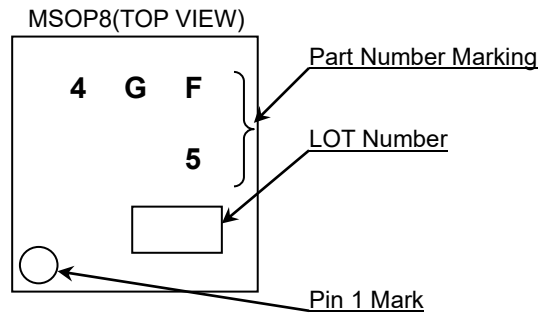 MSOP8(TOP VIEW)
Part Number Marking
4 G F
LOT Number
5
Pin 1 Mark